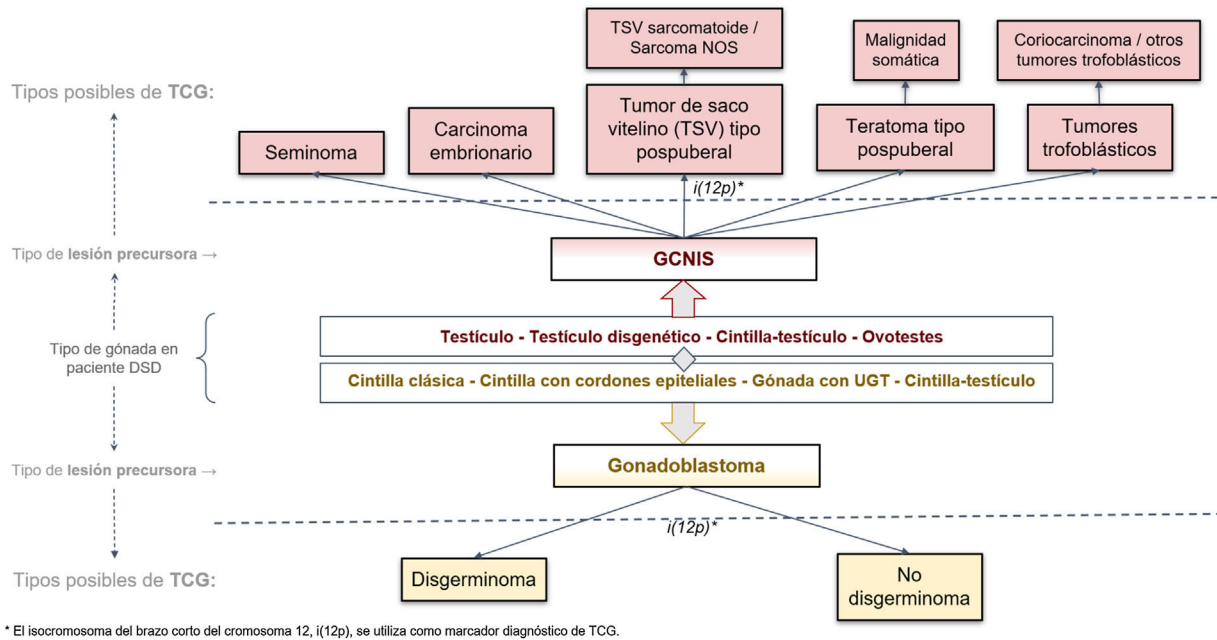 TSV sarcomatoide /
Sarcoma NOS
Malignidad
somática
Coriocarcinoma / otros
tumores trofoblásticos
Tipos posibles de TCG:
Seminoma
Carcinoma
embrionario
Tumor de saco
vitelino (TSV) tipo
pospuberal
Teratoma tipo
pospuberal
Tumores
trofoblásticos
i(12p)*
Tipo de lesión precursora →
GCNIS
Tipo de gónada en
paciente DSD
Testículo - Testículo disgenético - Cintilla-testículo - Ovotestes
Cintilla clásica - Cintilla con cordones epiteliales - Gónada con UGT - Cintilla-testículo
Tipo de lesión precursora →
Gonadoblastoma
i(12p)*
Tipos posibles de TCG:
Disgerminoma
No
disgerminoma
* El isocromosoma del brazo corto del cromosoma 12, i(12p), se utiliza como marcador diagnóstico de TCG.